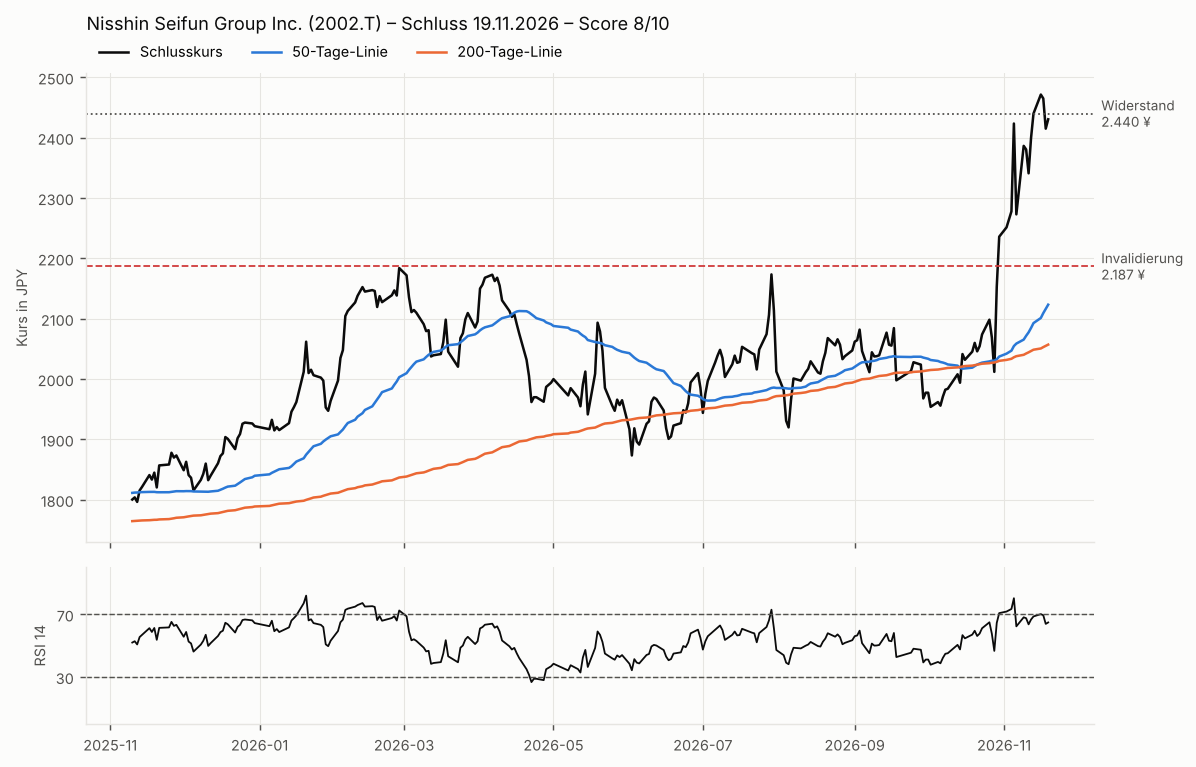 Nisshin Seifun Group Inc. (2002.T) – Schluss 19.11.2026 – Score 8/10
Schlusskurs 50-Tage-Linie 200-Tage-Linie
2500
Widerstand
2.440 ¥
2400
2300
2200
Invalidierung
2.187 ¥
Kurs in JPY
2100
2000
1900
1800
70
RSI 14
30
2025-11 2026-01 2026-03 2026-05 2026-07 2026-09 2026-11